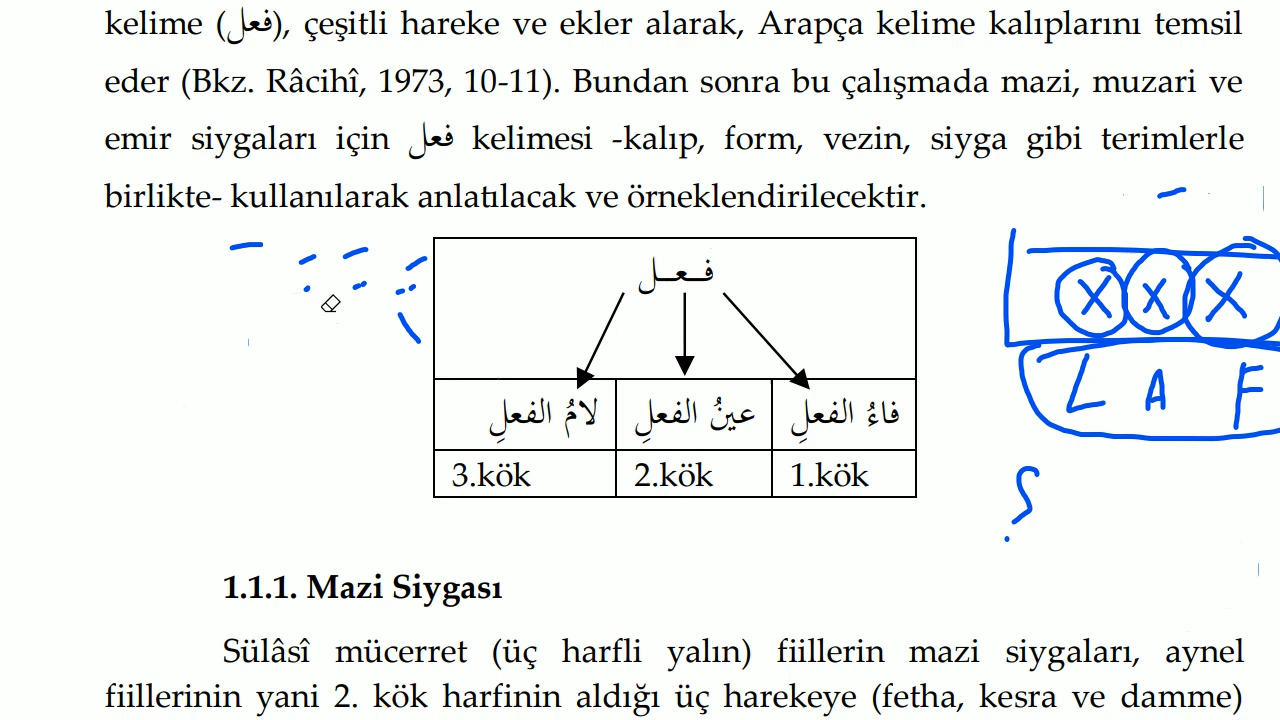 kelime (فعل), çeşitli hareke ve ekler alarak, Arapça kelime kalıplarını temsil
eder (Bkz. Râcihî, 1973, 10-11). Bundan sonra bu çalışmada mazi, muzari ve
emir siygaları için فعل kelimesi -kalıp, form, vezin, siyga gibi terimlerle
birlikte- kullanılarak anlatılacak ve örneklendirilecektir.
فـعـل
X X X
لامُ الفعلِ عينُ الفعلِ فاءُ الفعلِ
L A F
3.kök 2.kök 1.kök
1.1.1. Mazi Siygası
Sülâsî mücerret (üç harfli yalın) fiillerin mazi siygaları, aynel
fiillerinin yani 2. kök harfinin aldığı üç harekeye (fetha, kesra ve damme)